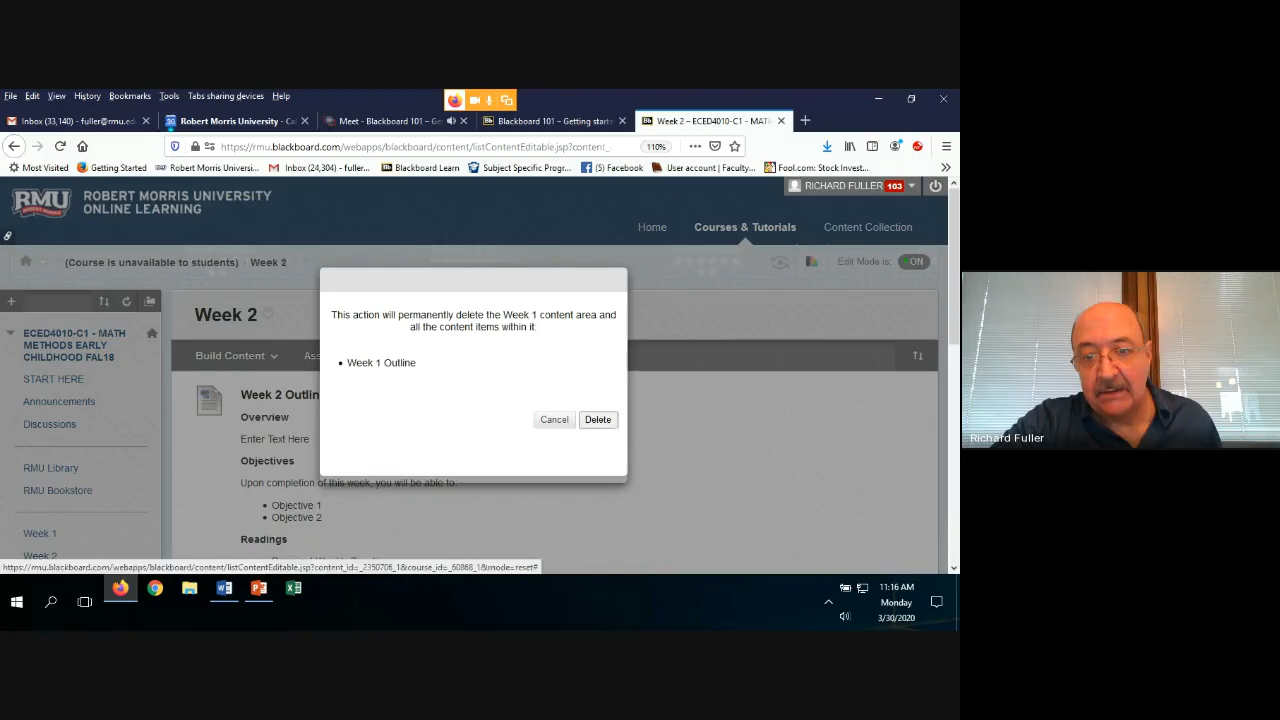 File Edit View History Bookmarks Tools Tabs sharing devices Help
Inbox (33,140) - fuller@rmu.ed
Robert Morris University - Ca
Meet - Blackboard 101 – Ge
Blackboard 101 – Getting starte
Week 2 – ECED4010-C1 - MATH
https://rmu.blackboard.com/webapps/blackboard/content/listContentEditable.jsp?content_
110%
Most Visited Getting Started Robert Morris Universi... Inbox (24,304) - fuller... Blackboard Learn Subject Specific Prog... (5) Facebook User account | Faculty... Fool.com: Stock Invest...
RMU
ROBERT MORRIS UNIVERSITY
ONLINE LEARNING
RICHARD FULLER 103
Home Courses & Tutorials Content Collection
(Course is unavailable to students) Week 2
Edit Mode is: ON
ECED4010-C1 - MATH
METHODS EARLY
CHILDHOOD FAL18
START HERE
Announcements
Discussions
RMU Library
RMU Bookstore
Week 1
Week 2
Week 2
Build Content Ass
Week 2 Outlin
Overview
Enter Text Here
Objectives
Upon completion of this week, you will be able to:
Objective 1
Objective 2
Readings
This action will permanently delete the Week 1 content area and
all the content items within it:
Week 1 Outline
Cancel Delete
https://rmu.blackboard.com/webapps/blackboard/content/listContentEditable.jsp?content_id=_2350706_1&course_id=_60868_1&mode=reset#
11:16 AM
Monday
3/30/2020
Richard Fuller